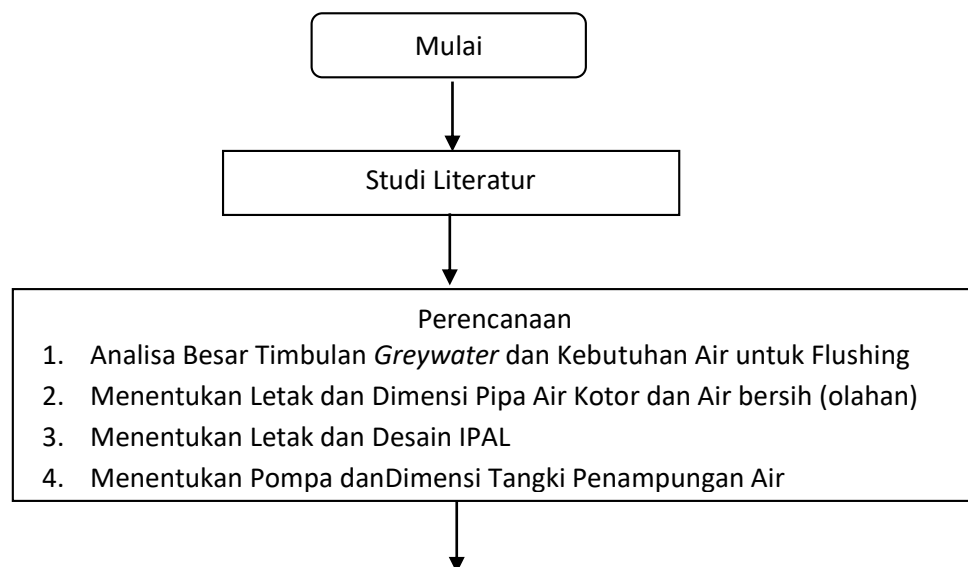 Mulai
Studi Literatur
Perencanaan
1. Analisa Besar Timbulan Greywater dan Kebutuhan Air untuk Flushing
2. Menentukan Letak dan Dimensi Pipa Air Kotor dan Air bersih (olahan)
3. Menentukan Letak dan Desain IPAL
4. Menentukan Pompa danDimensi Tangki Penampungan Air